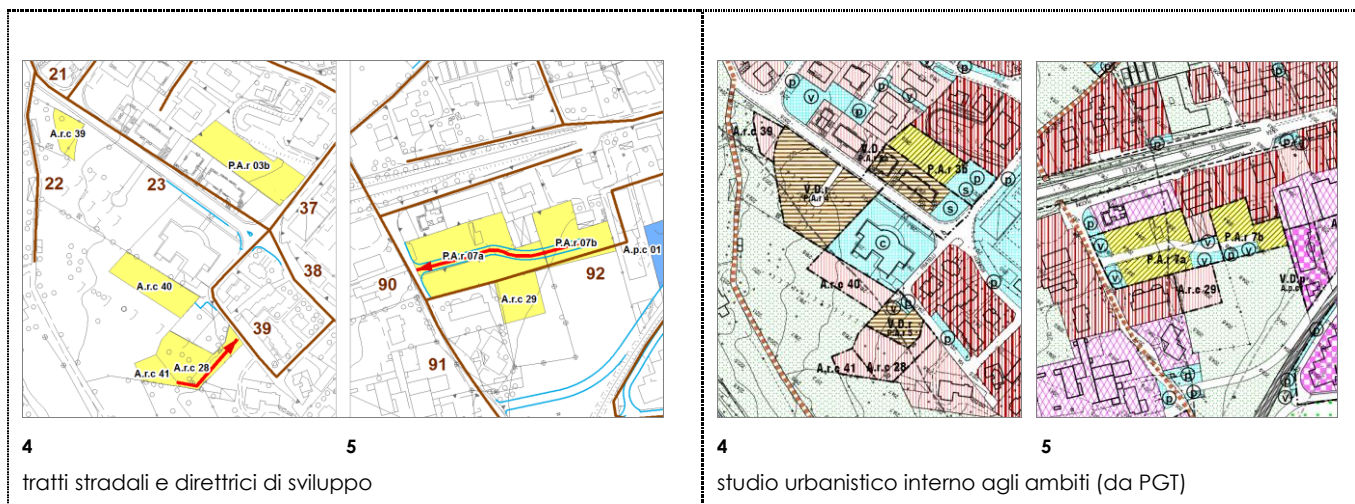 21
A.r.c 39
P.A.r 03b
22
23
37
38
A.r.c 40
39
A.r.c 41
A.r.c 28
P.A.r.07a
P.A.r-07b
A.p.c 01
90
92
A.r.c 29
91
4
5
tratti stradali e direttrici di sviluppo
p
v
p
v
p
p
v
A.r.c 39
V.D.r
P.A.r 3b
p
p
s
s
V.D.r
P.A.r 4
c
p
A.r.c 40
p
v
V.D.r
A.r.c 41
A.r.c 28
p
p
p
p
v
v
P.A.r 7b
v
v
v
P.A.r 7a
v
A.r.c 29
V.D.p
p
p
p
v
4
5
studio urbanistico interno agli ambiti (da PGT)